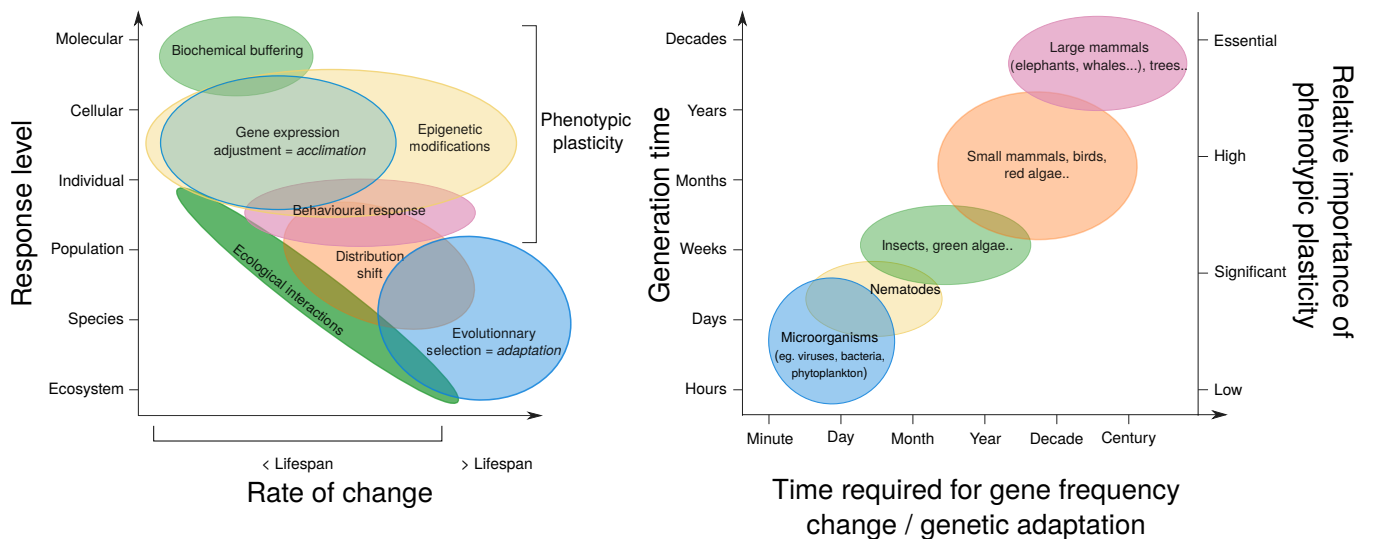 Response level
Molecular
Cellular
Individual
Population
Species
Ecosystem
Biochemical buffering
Gene expression
adjustment = acclimation
Epigenetic
modifications
Behavioural response
Distribution
shift
Ecological interactions
Evolutionnary
selection = adaptation
Phenotypic
plasticity
< Lifespan
> Lifespan
Rate of change
Generation time
Decades
Years
Months
Weeks
Days
Hours
Large mammals
(elephants, whales...), trees..
Small mammals, birds,
red algae..
Insects, green algae..
Nematodes
Microorganisms
(eg. viruses, bacteria,
phytoplankton)
Minute
Day
Month
Year
Decade
Century
Time required for gene frequency
change / genetic adaptation
Essential
High
Significant
Low
Relative importance of
phenotypic plasticity